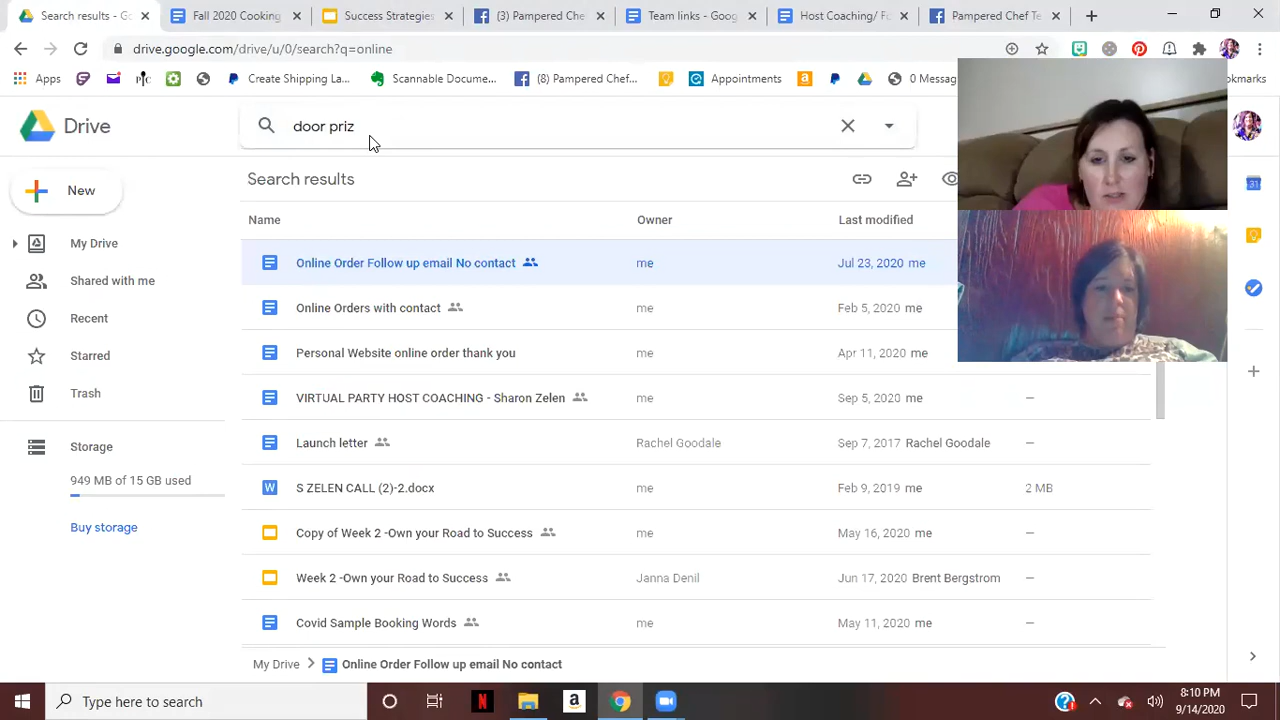 Search results - Go
Fall 2020 Cooking
Success Strategies
(3) Pampered Chef
Team links - Goo
Host Coaching T
Pampered Chef Te
drive.google.com/drive/u/0/search?q=online
Apps
Create Shipping La...
Scannable Docume...
(8) Pampered Chef...
Appointments
0 Messag
okmarks
Drive
door priz
New
Search results
My Drive
Name
Owner
Last modified
Shared with me
Online Order Follow up email No contact
me
Jul 23, 2020 me
Recent
Online Orders with contact
me
Feb 5, 2020 me
Starred
Personal Website online order thank you
me
Apr 11, 2020 me
Trash
VIRTUAL PARTY HOST COACHING - Sharon Zelen
me
Sep 5, 2020 me
—
Storage
Launch letter
Rachel Goodale
Sep 7, 2017 Rachel Goodale
—
949 MB of 15 GB used
S ZELEN CALL (2)-2.docx
me
Feb 9, 2019 me
2 MB
Buy storage
Copy of Week 2 -Own your Road to Success
me
May 16, 2020 me
—
Week 2 -Own your Road to Success
Janna Denil
Jun 17, 2020 Brent Bergstrom
—
Covid Sample Booking Words
me
May 11, 2020 me
—
My Drive > Online Order Follow up email No contact
Type here to search
8:10 PM
9/14/2020